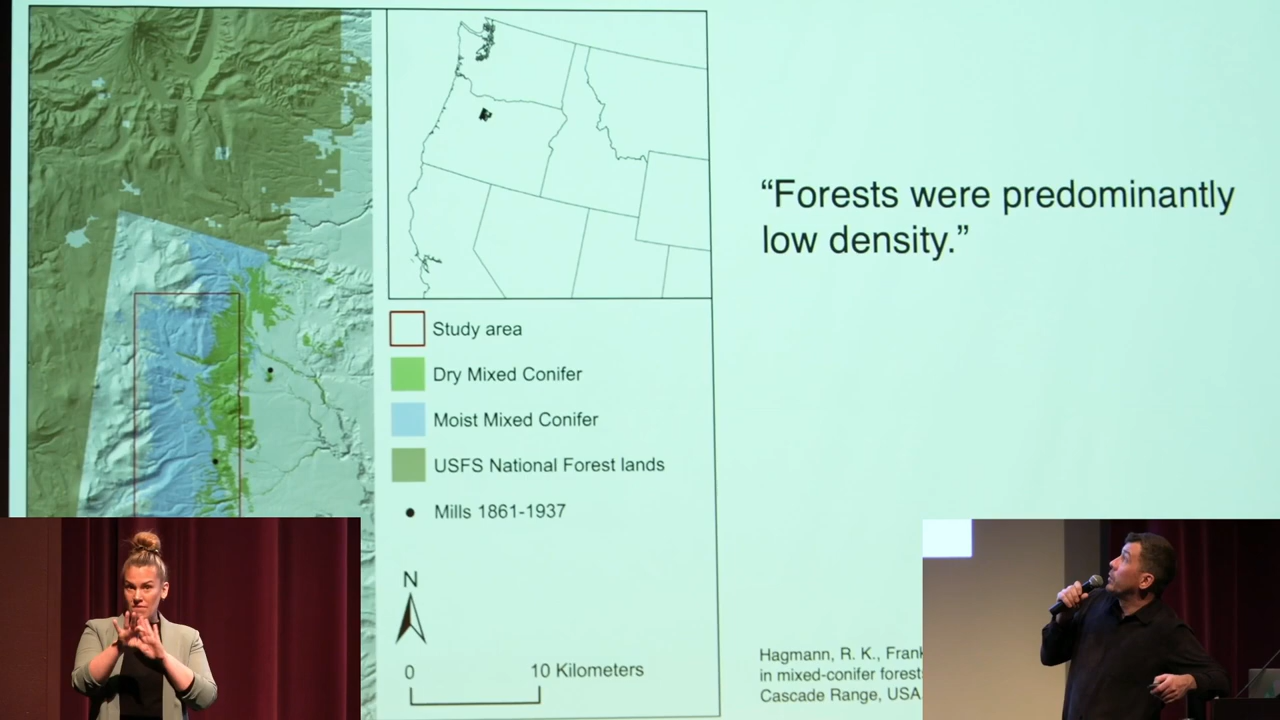 “Forests were predominantly
low density.”
Study area
Dry Mixed Conifer
Moist Mixed Conifer
USFS National Forest lands
Mills 1861-1937
N
0 10 Kilometers
Hagmann, R. K., Frank
in mixed-conifer forest
Cascade Range, USA